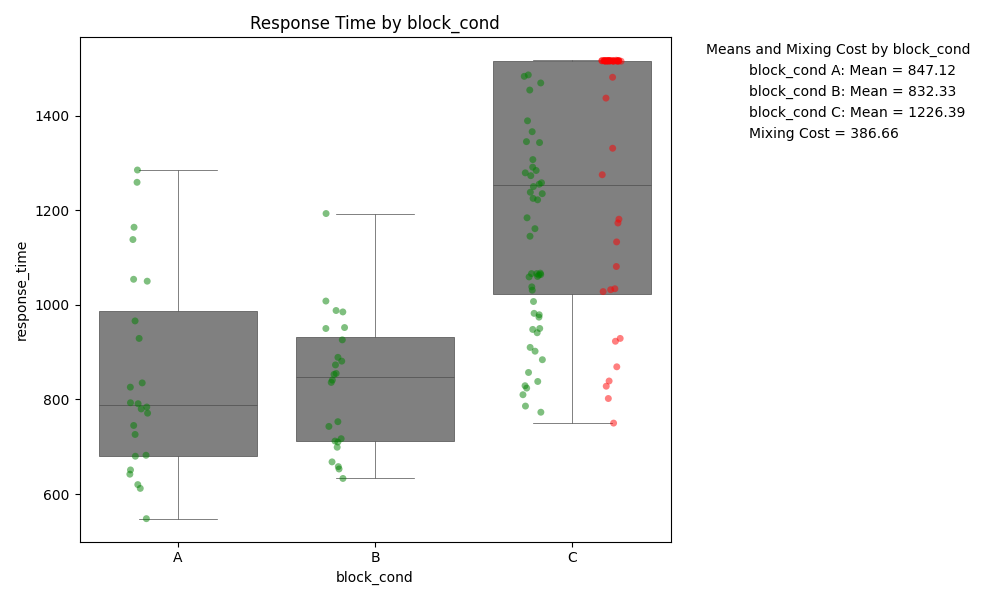 Response Time by block_cond
Means and Mixing Cost by block_cond
block_cond A: Mean = 847.12
block_cond B: Mean = 832.33
block_cond C: Mean = 1226.39
Mixing Cost = 386.66
response_time
1400
1200
1000
800
600
A
B
C
block_cond